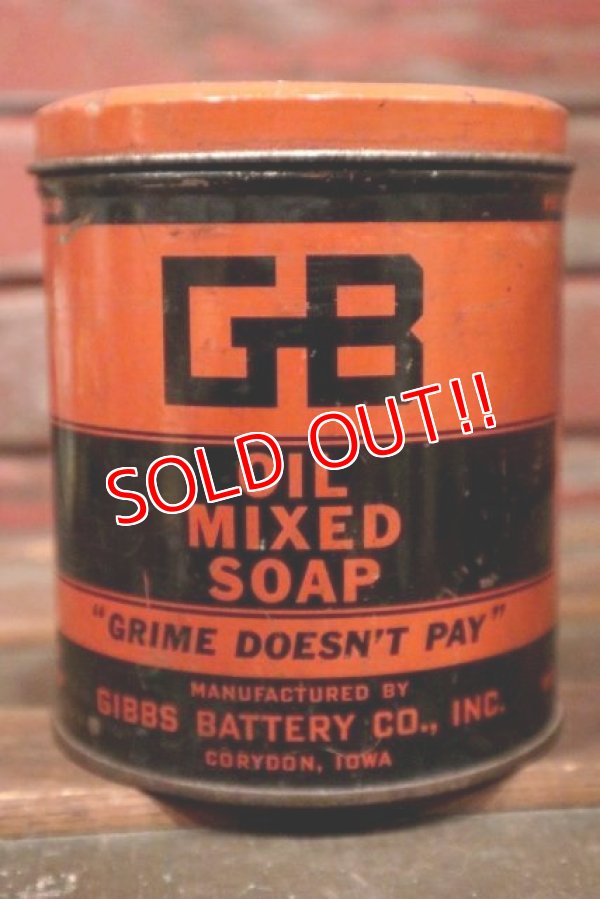 GB
SOLD OUT!!
OIL
MIXED
SOAP
"GRIME DOESN'T PAY"
MANUFACTURED BY
GIBBS BATTERY CO., INC.
CORYDON, IOWA